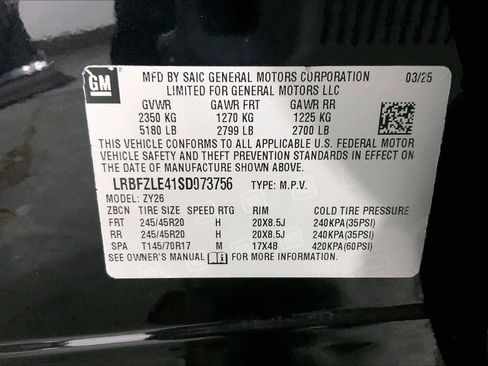 GM
MFD BY SAIC GENERAL MOTORS CORPORATION 03/25
LIMITED FOR GENERAL MOTORS LLC
GVWR GAWR FRT GAWR RR
2350 KG 1270 KG 1225 KG
5180 LB 2799 LB 2700 LB
THIS VEHICLE CONFORMS TO ALL APPLICABLE U.S. FEDERAL MOTOR
VEHICLE SAFETY AND THEFT PREVENTION STANDARDS IN EFFECT ON
THE DATE OF MANUFACTURE SHOWN ABOVE.
LRBFZLE41SD973756 TYPE: M.P.V.
MODEL: ZY26
ZBCN TIRE SIZE SPEED RTG RIM COLD TIRE PRESSURE
FRT 245/45R20 H 20X8.5J 240KPA(35PSI)
RR 245/45R20 H 20X8.5J 240KPA(35PSI)
SPA T145/70R17 M 17X4B 420KPA(60PSI)
SEE OWNER'S MANUAL FOR MORE INFORMATION.